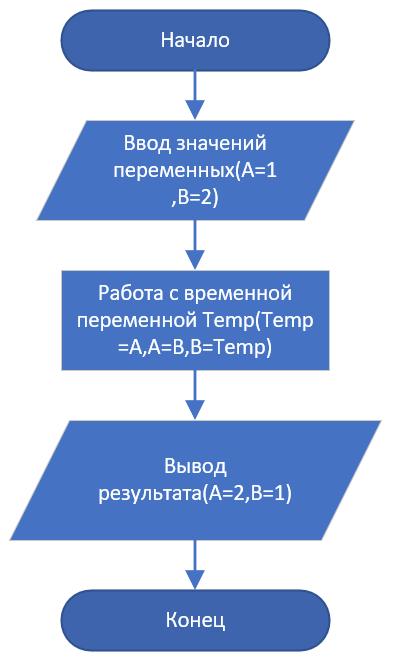 Начало
Ввод значений
переменных(A=1
,B=2)
Работа с временной
переменной Temp(Temp
=A,A=B,B=Temp)
Вывод
результата(A=2,B=1)
Конец